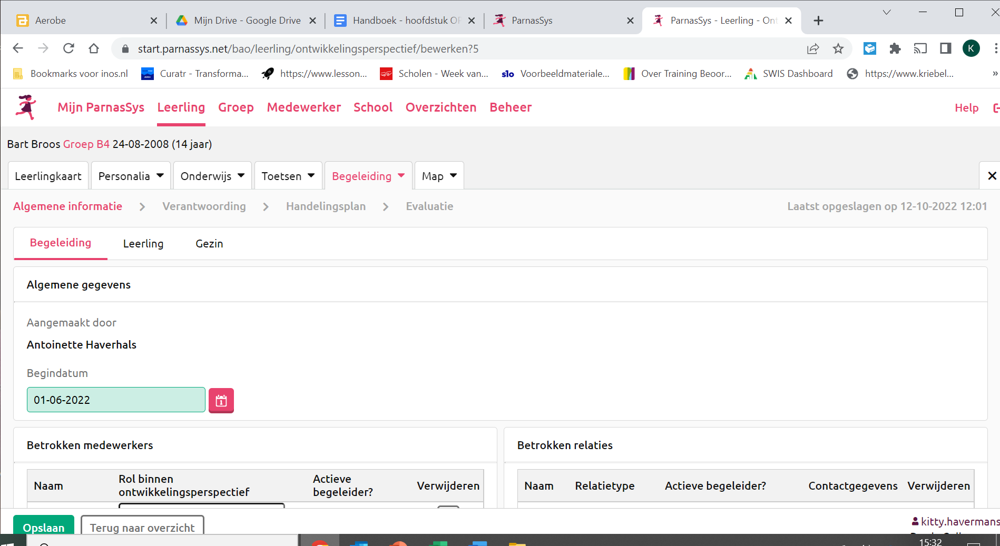 Aerobe
Mijn Drive - Google Drive
Handboek - hoofdstuk OP
ParnasSys
ParnasSys - Leerling - Ont
start.parnassys.net/bao/leerling/ontwikkelingsperspectief/bewerken?5
K
Bookmarks voor inos.nl
Curatr - Transforma...
https://www.lesson...
Scholen - Week van...
slo Voorbeeldmateriale...
Over Training Beoor...
SWIS Dashboard
https://www.kriebel...
»
Mijn ParnasSys Leerling Groep Medewerker School Overzichten Beheer Help
Bart Broos Groep B4 24-08-2008 (14 jaar)
Leerlingkaart Personalia Onderwijs Toetsen Begeleiding Map
Algemene informatie Verantwoording Handelingsplan Evaluatie Laatst opgeslagen op 12-10-2022 12:01
Begeleiding Leerling Gezin
Algemene gegevens
Aangemaakt door
Antoinette Haverhals
Begindatum
01-06-2022
Betrokken medewerkers
Naam Rol binnen ontwikkelingsperspectief Actieve begeleider? Verwijderen
Betrokken relaties
Naam Relatietype Actieve begeleider? Contactgegevens Verwijderen
Opslaan Terug naar overzicht
kitty.havermans
15:32